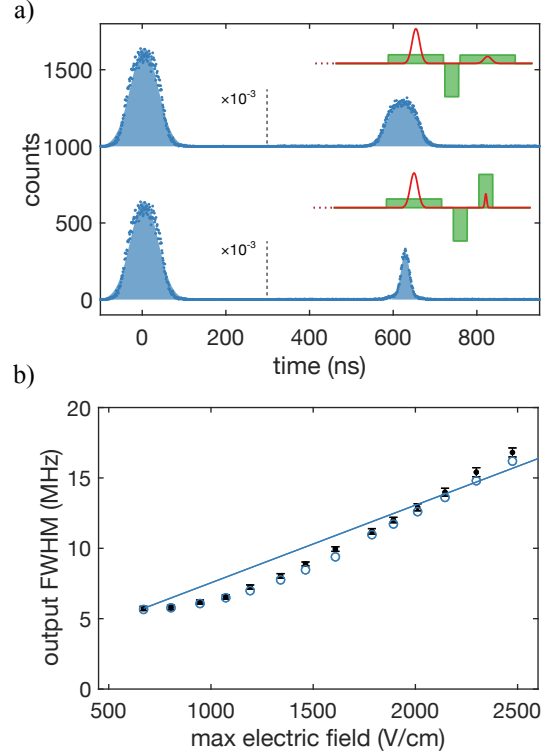 a)
1500
1000
500
0
counts
×10⁻³
×10⁻³
0 200 400 600 800
time (ns)
b)
20
15
10
5
0
output FWHM (MHz)
500 1000 1500 2000 2500
max electric field (V/cm)